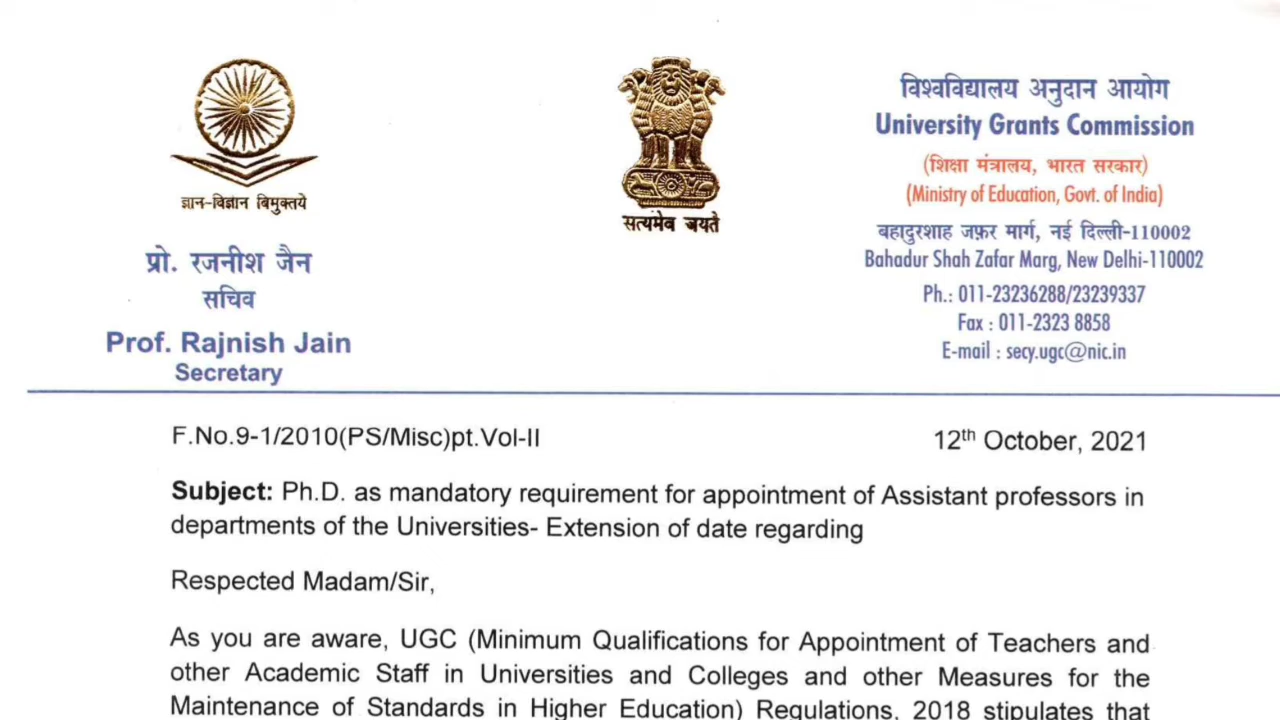 ज्ञान-विज्ञान विमुक्तये
प्रो. रजनीश जैन
सचिव
Prof. Rajnish Jain
Secretary
सत्यमेव जयते
विश्वविद्यालय अनुदान आयोग
University Grants Commission
(शिक्षा मंत्रालय, भारत सरकार)
(Ministry of Education, Govt. of India)
बहादुरशाह ज़फ़र मार्ग, नई दिल्ली-110002
Bahadur Shah Zafar Marg, New Delhi-110002
Ph.: 011-23236288/23239337
Fax : 011-2323 8858
E-mail : secy.ugc@nic.in
F.No.9-1/2010(PS/Misc)pt.Vol-II
12th October, 2021
Subject: Ph.D. as mandatory requirement for appointment of Assistant professors in
departments of the Universities- Extension of date regarding
Respected Madam/Sir,
As you are aware, UGC (Minimum Qualifications for Appointment of Teachers and
other Academic Staff in Universities and Colleges and other Measures for the
Maintenance of Standards in Higher Education) Regulations, 2018 stipulates that